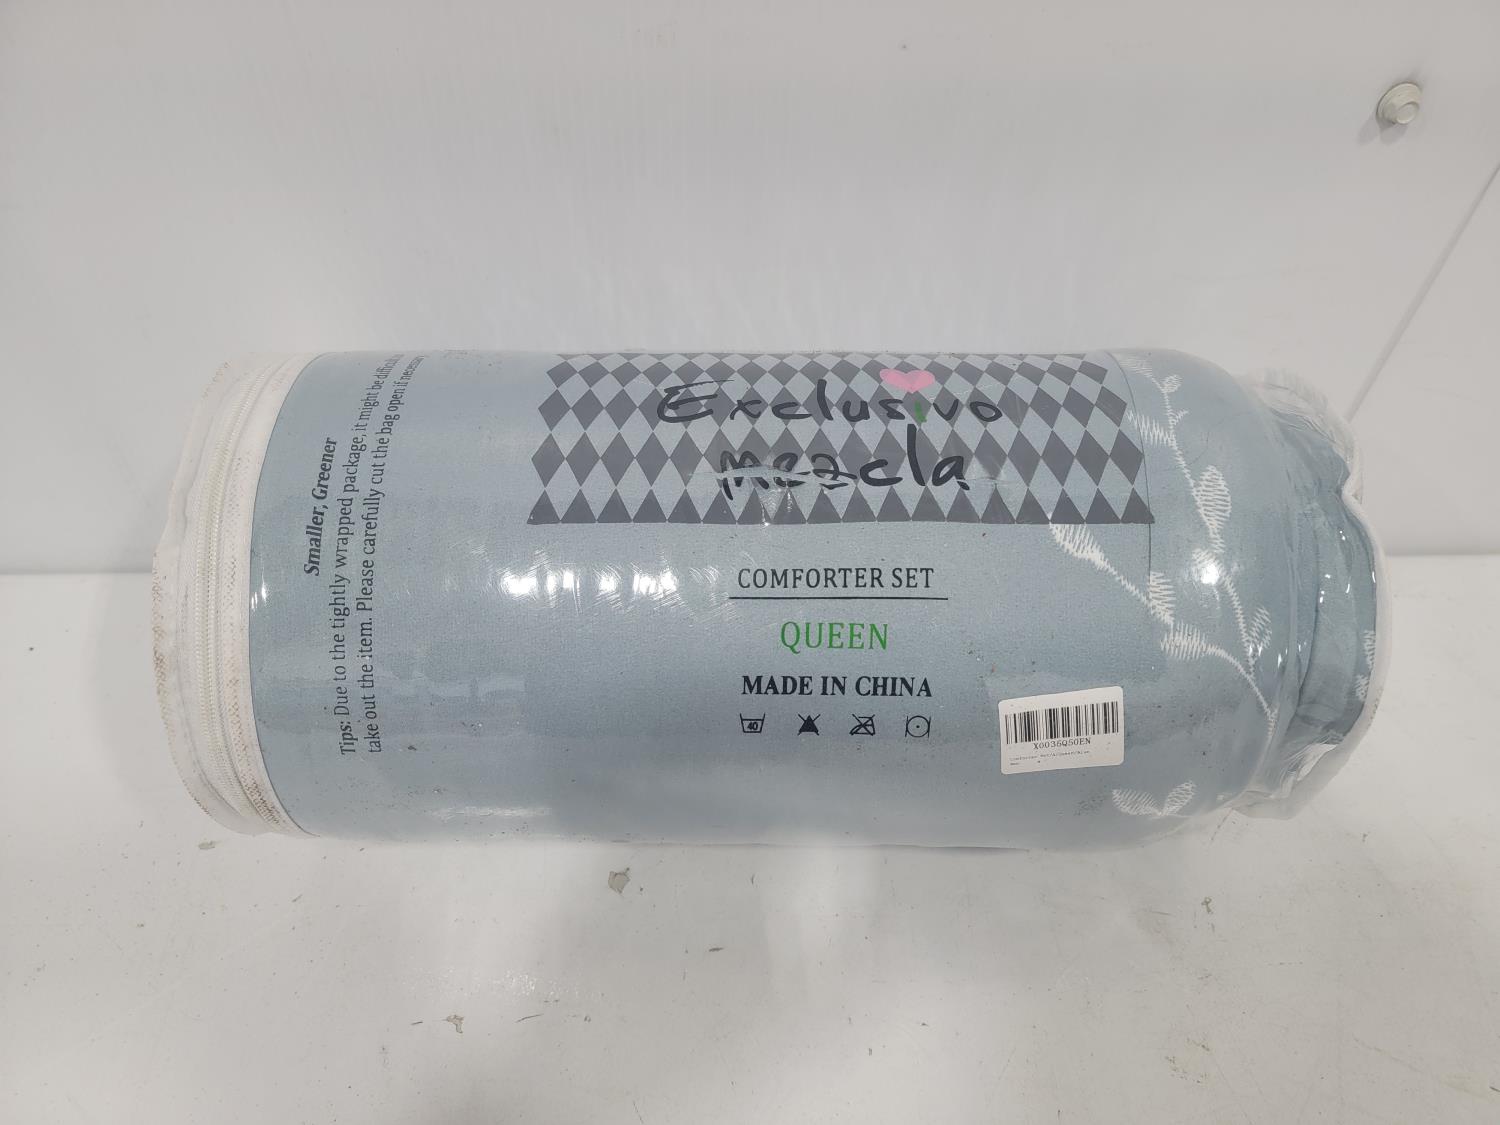 Smaller, Greener
Tips: Due to the tightly wrapped package, it might be difficult to
take out the item. Please carefully cut the bag open if necessary
Exclusivo
mezcla
COMFORTER SET
QUEEN
MADE IN CHINA
40
X0036Q50EN